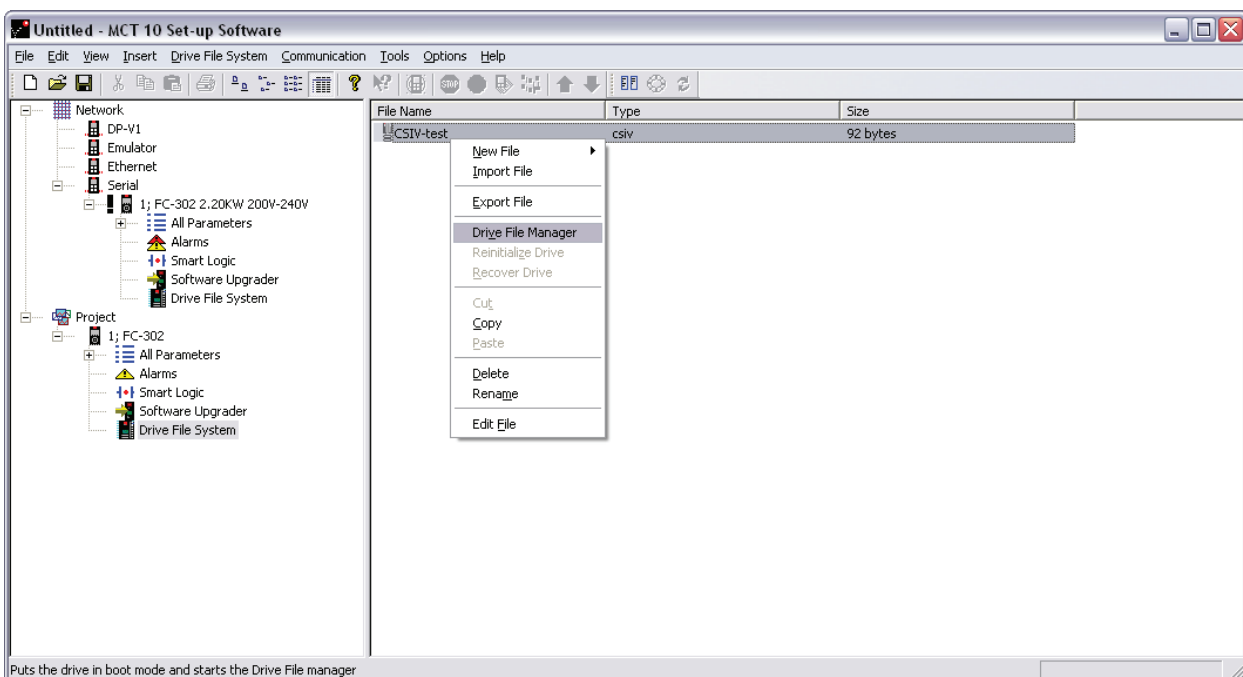 Untitled - MCT 10 Set-up Software
File Edit View Insert Drive File System Communication Tools Options Help
Network
DP-V1
Emulator
Ethernet
Serial
1; FC-302 2.20KW 200V-240V
All Parameters
Alarms
Smart Logic
Software Upgrader
Drive File System
Project
1; FC-302
All Parameters
Alarms
Smart Logic
Software Upgrader
Drive File System
File Name Type Size
CSIV-test csiv 92 bytes
New File
Import File
Export File
Drive File Manager
Reinitialize Drive
Recover Drive
Cut
Copy
Paste
Delete
Rename
Edit File
Puts the drive in boot mode and starts the Drive File manager